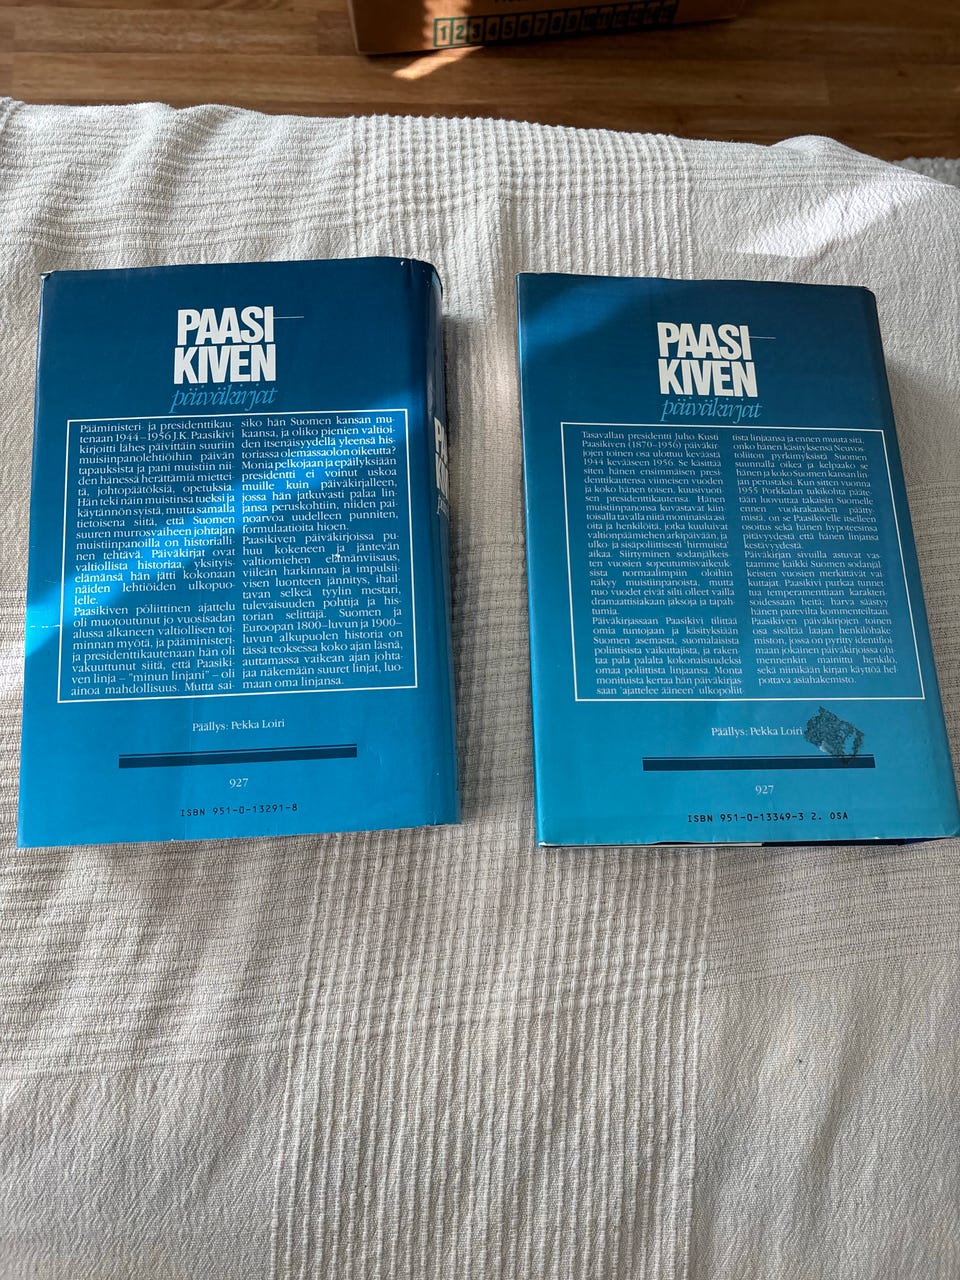 1 2 3 4 5 6 7 8 9
PAASI
KIVEN
päiväkirjat
Pääministeri- ja presidenttikau-
tenaan 1944–1956 J.K. Paasikivi
kirjoitti lähes päivittäin suuriin
muistiinpanolehtiöihin päivän
tapauksista ja pani muistiin nii-
den hänessä herättämiä miettei-
tä, johtopäätöksiä, opetuksia.
Hän teki näin muistinsa tueksi ja
käytännön syistä, mutta samalla
tietoisena siitä, että Suomen
suuren murrosvaiheen johtajan
muistiinpanoilla on historialli-
nen tehtävä. Päiväkirjat ovat
valtiollista historiaa, yksityis-
elämänsä hän jätti kokonaan
näiden lehtiöiden ulkopuo-
lelle.
Paasikiven poliittinen ajattelu
oli muotoutunut jo vuosisadan
alussa alkaneen valtiollisen toi-
minnan myötä, ja pääministeri-
ja presidenttikautenaan hän oli
vakuuttunut siitä, että Paasiki-
ven linja – "minun linjani" – oli
ainoa mahdollisuus. Mutta sai-
siko hän Suomen kansan mu-
kaansa, ja oliko pienien valtioi-
den itsenäisyydellä yleensä his-
toriassa olemassaolon oikeutta?
Monia pelkojaan ja epäilyksiään
presidentti ei voinut uskoa
muille kuin päiväkirjalleen,
jossa hän jatkuvasti palaa lin-
jansa peruskohtiin, niiden pai-
noarvoa uudelleen punniten,
formulaatioita hioen.
Paasikiven päiväkirjoissa pu-
huu kokeneen ja jäntevän
valtiomiehen elämänviisaus,
viileän harkinnan ja impulsii-
visen luonteen jännitys, ihail-
tavan selkeä tyylin mestari,
tulevaisuuden pohtija ja his-
torian selittäjä. Suomen ja
Euroopan 1800–luvun ja 1900–
luvun alkupuolen historia on
tässä teoksessa koko ajan läsnä,
auttamassa vaikean ajan johta-
jaa näkemään suuret linjat, luo-
maan oma linjansa.
Päällys: Pekka Loiri
927
ISBN 951-0-13291-8
PAASI
KIVEN
päiväkirjat
Tasavallan presidentti Juho Kusti
Paasikiven (1870–1956) päiväkir-
jojen toinen osa ulottuu keväästä
1949 kevääseen 1956. Se käsittää
siten hänen ensimmäisen presi-
denttikautensa viimeisen vuoden
ja koko hänen toisen, kuusivuoti-
sen presidenttikautensa. Hänen
muistiinpanonsa kuvastavat kiin-
toisalla tavalla niitä moninaisia asi-
oita ja henkilöitä, jotka kuuluivat
valtionpäämiehen arkipäivään, ja
ulko- ja sisäpoliittisesti 'hirmuista'
aikaa. Siirtyminen sodanjälkeis-
ten vuosien sopeutumisvaikeuk-
sista normaalimpiin oloihin
näkyy muistiinpanoista, mutta
nuo vuodet eivät silti olleet vailla
dramaattisiakaan jaksoja ja tapah-
tumia.
Päiväkirjoissaan Paasikivi tilittää
omia tuntojaan ja käsityksiään
Suomen asemasta, suomalaisista
poliittisista vaikuttajista, ja raken-
taa pala palalta kokonaisuudeksi
omaa poliittista linjaansa. Monta
monituista kertaa hän päiväkirjas-
saan 'ajattelee ääneen' ulkopoliit-
tista linjaansa ja ennen muuta sitä,
onko hänen käsityksensä Neuvos-
toliiton pyrkimyksistä Suomen
suunnalla oikea ja kelpaako se
hänen ja koko Suomen kansan lin-
jan perustaksi. Kun sitten vuonna
1955 Porkkalan tukikohta pääte-
tään luovuttaa takaisin Suomelle
ennen vuokrakauden päätty-
mistä, on se Paasikivelle itselleen
osoitus sekä hänen hypoteesinsa
pitävyydestä että hänen linjansa
kestävyydestä.
Päiväkirjan sivuilla astuvat vas-
taamme kaikki Suomen sodanjäl-
keisten vuosien merkittävät vai-
kuttajat. Paasikivi purkaa tunnet-
tua temperamenttiaan karakteri-
soidessaan heitä; harva säästyy
hänen purevilta kommenteiltaan.
Paasikiven päiväkirjojen toinen
osa sisältää laajan henkilöhake-
miston, jossa on pyritty identifioi-
maan jokainen päiväkirjoissa ohi-
mennenkin mainittu henkilö,
sekä niinkään kirjan käyttöä hel-
pottava asiahakemisto.
Päällys: Pekka Loiri
927
ISBN 951-0-13349-3 2. OSA